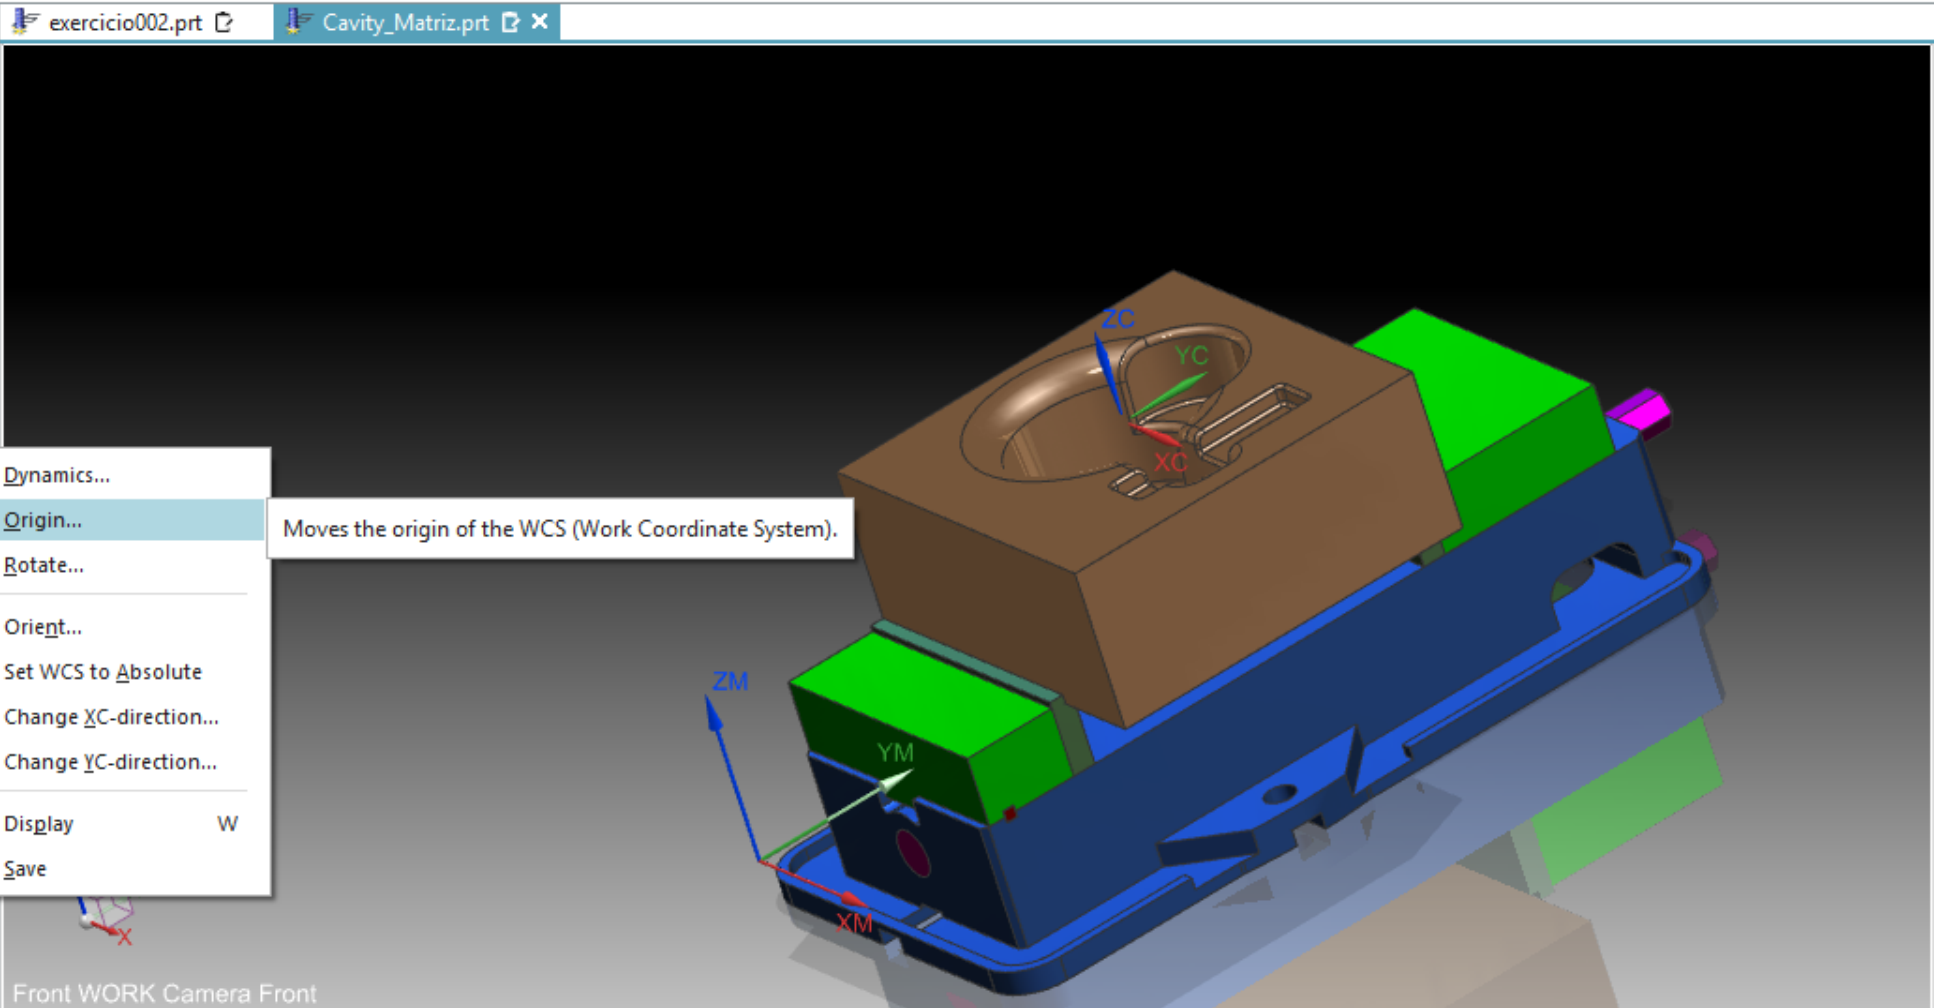 exercicio002.prt
Cavity_Matriz.prt
ZC
YC
XC
Dynamics...
Origin...
Moves the origin of the WCS (Work Coordinate System).
Rotate...
Orient...
Set WCS to Absolute
Change XC-direction...
Change YC-direction...
Display W
Save
ZM
YM
XM
X
Front WORK Camera Front